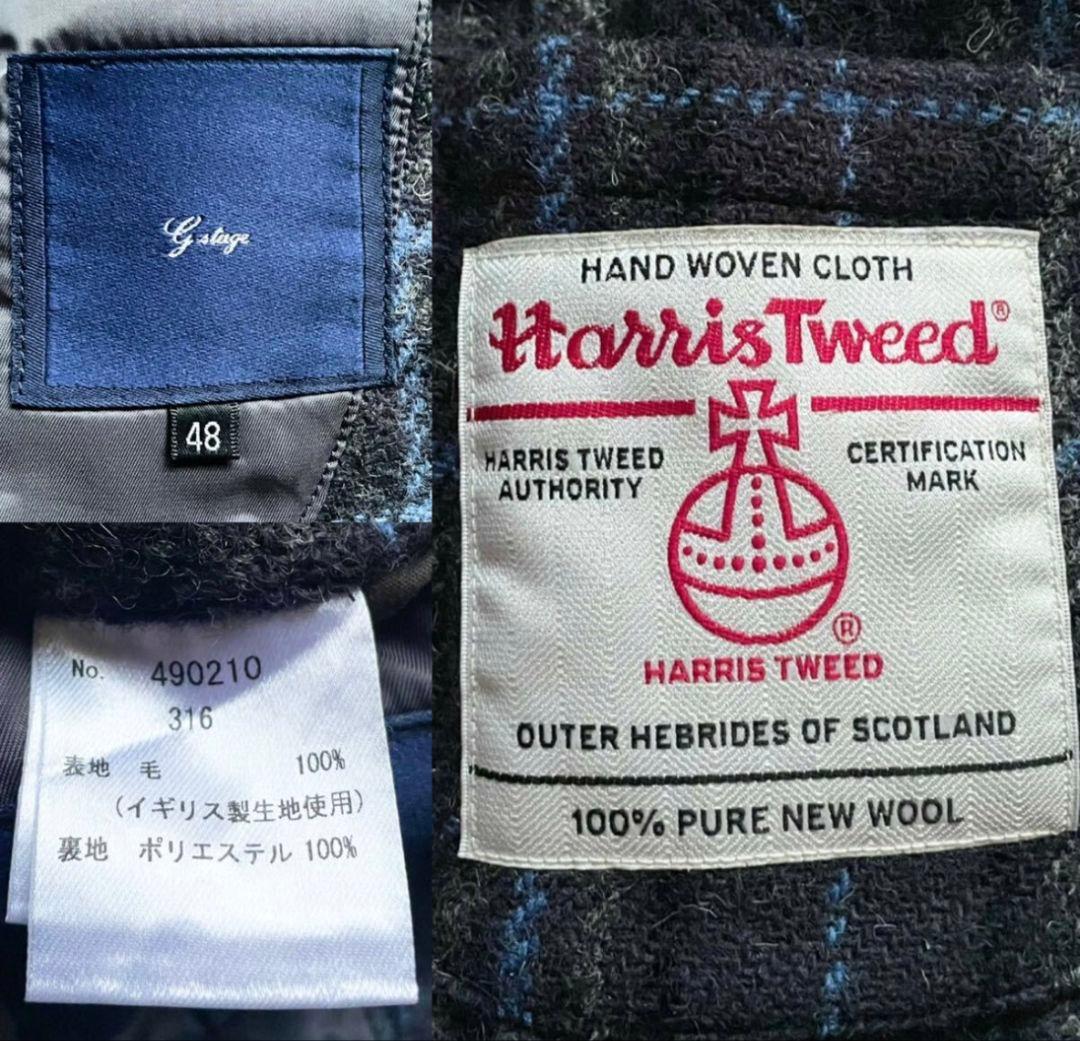 G stage
48
No. 490210
316
表地 毛 100%
(イギリス製生地使用)
裏地 ポリエステル 100%
HAND WOVEN CLOTH
Harris Tweed®
HARRIS TWEED AUTHORITY
CERTIFICATION MARK
®
HARRIS TWEED
OUTER HEBRIDES OF SCOTLAND
100% PURE NEW WOOL